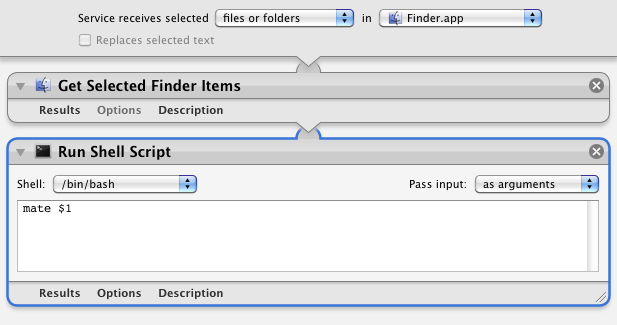 Service receives selected files or folders in Finder.app
Replaces selected text
Get Selected Finder Items
Results Options Description
Run Shell Script
Shell: /bin/bash Pass input: as arguments
mate $1
Results Options Description